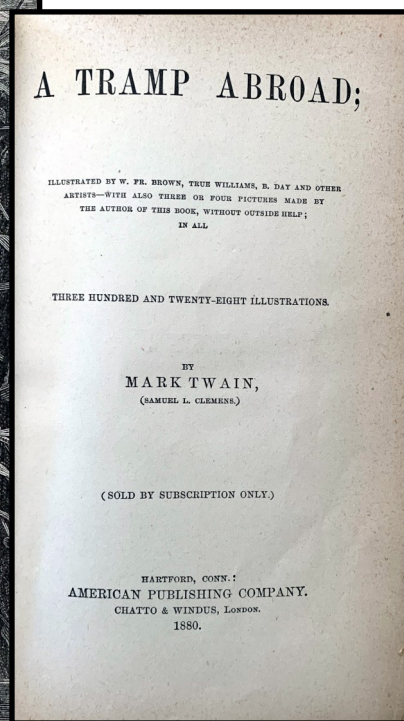 A TRAMP ABROAD;
ILLUSTRATED BY W. FR. BROWN, TRUE WILLIAMS, B. DAY AND OTHER
ARTISTS—WITH ALSO THREE OR FOUR PICTURES MADE BY
THE AUTHOR OF THIS BOOK, WITHOUT OUTSIDE HELP;
IN ALL
THREE HUNDRED AND TWENTY-EIGHT ILLUSTRATIONS.
BY
MARK TWAIN,
(SAMUEL L. CLEMENS.)
(SOLD BY SUBSCRIPTION ONLY.)
HARTFORD, CONN.:
AMERICAN PUBLISHING COMPANY.
CHATTO & WINDUS, LONDON.
1880.